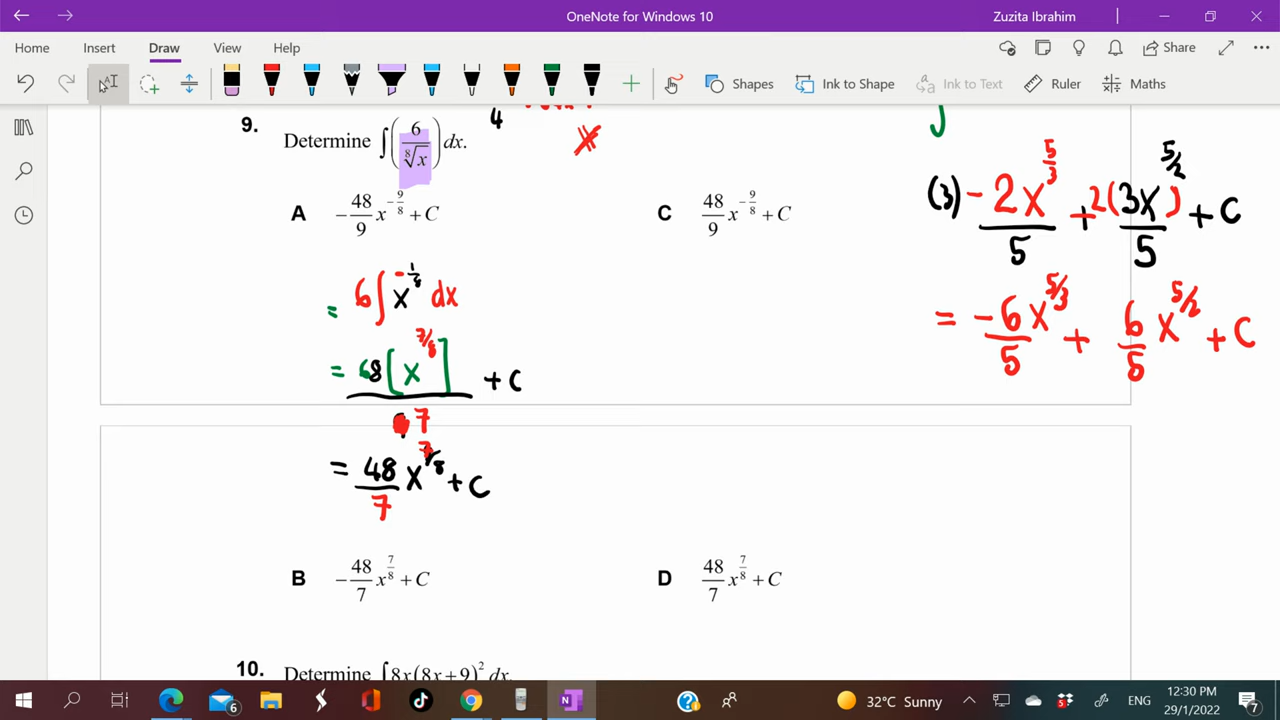 OneNote for Windows 10
Zuzita Ibrahim
Home Insert Draw View Help
Share
Shapes Ink to Shape Ink to Text Ruler Maths
9.
Determine ∫(6/⁸√x) dx.
4
A −48/9 x^(−9/8) + C
C 48/9 x^(−9/8) + C
= 6∫x^(−1/8) dx
= 68[x^(7/8)]/7 + C
= 48/7 x^(7/8) + C
(3) −2x^(5/3)/5 + 2(3x)^(5/2)/5 + C
= −6/5 x^(5/3) + 6/5 x^(5/2) + C
B −48/7 x^(7/8) + C
D 48/7 x^(7/8) + C
10. Determine ∫8x(8x+9)² dx
6
32°C Sunny
ENG
12:30 PM
29/1/2022
7